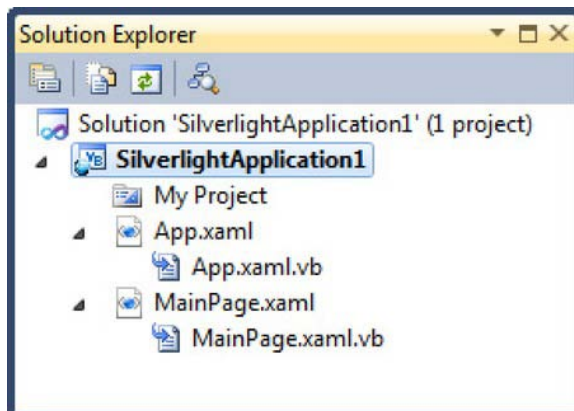 Solution Explorer
Solution 'SilverlightApplication1' (1 project)
VB SilverlightApplication1
My Project
App.xaml
App.xaml.vb
MainPage.xaml
MainPage.xaml.vb